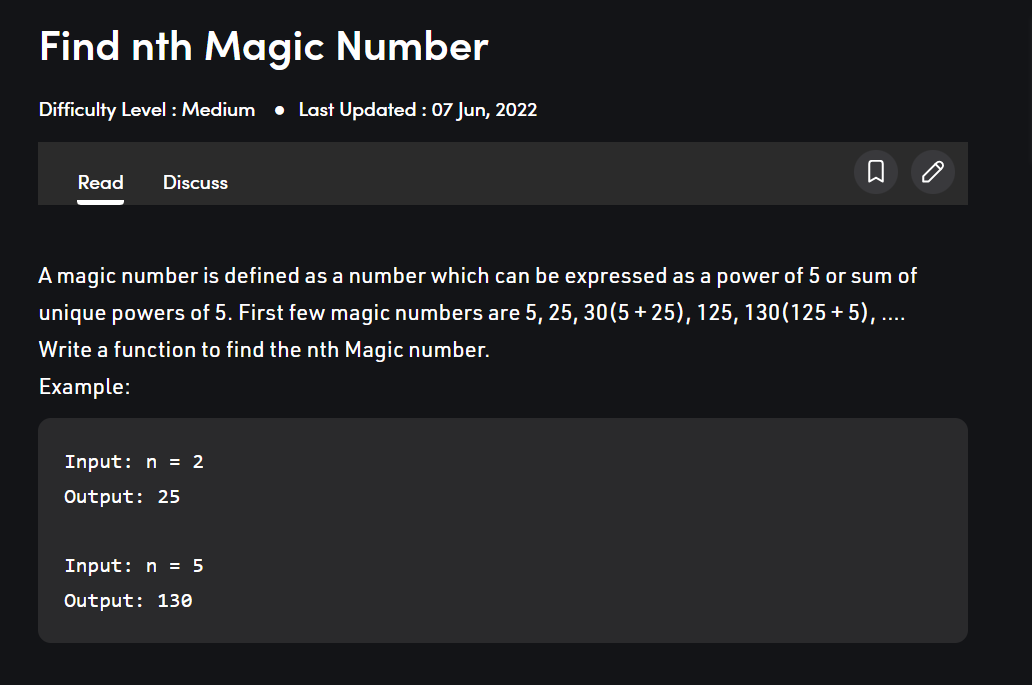 Find nth Magic Number
Difficulty Level : Medium ● Last Updated : 07 Jun, 2022
Read Discuss
A magic number is defined as a number which can be expressed as a power of 5 or sum of
unique powers of 5. First few magic numbers are 5, 25, 30(5 + 25), 125, 130(125 + 5), ….
Write a function to find the nth Magic number.
Example:
Input: n = 2
Output: 25
Input: n = 5
Output: 130